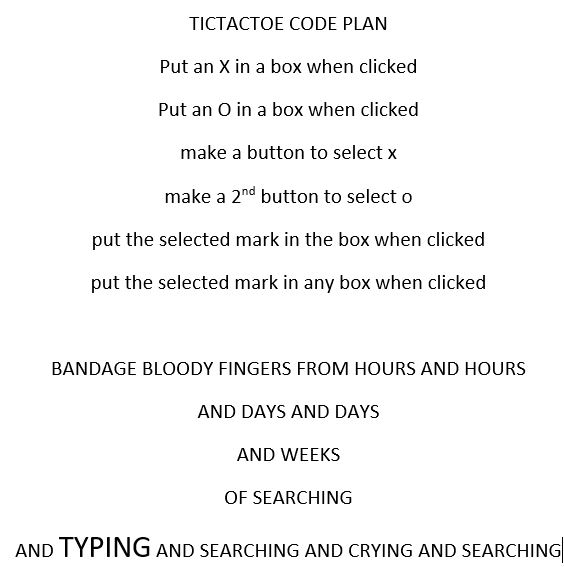 TICTACTOE CODE PLAN
Put an X in a box when clicked
Put an O in a box when clicked
make a button to select x
make a 2nd button to select o
put the selected mark in the box when clicked
put the selected mark in any box when clicked
BANDAGE BLOODY FINGERS FROM HOURS AND HOURS
AND DAYS AND DAYS
AND WEEKS
OF SEARCHING
AND TYPING AND SEARCHING AND CRYING AND SEARCHING